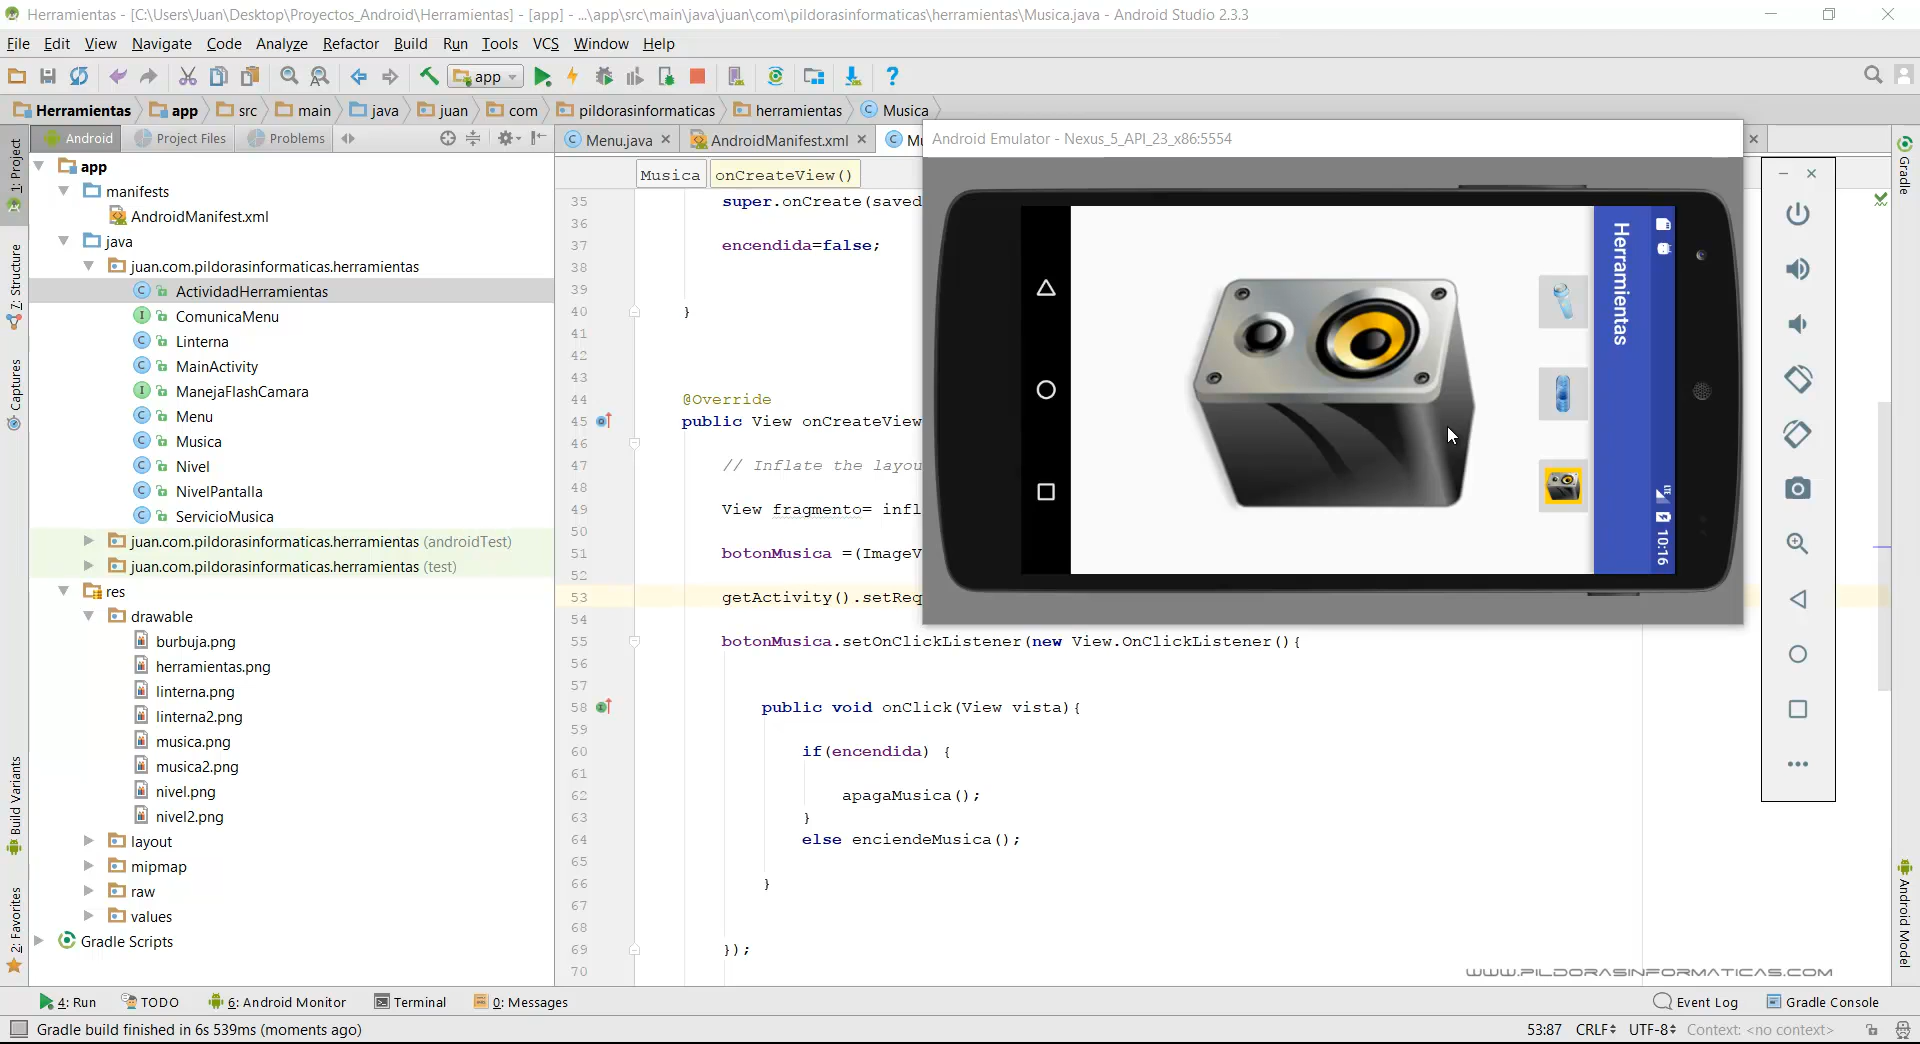 Herramientas - [C:\Users\Juan\Desktop\Proyectos_Android\Herramientas] - [app] - ...\app\src\main\java\juan\com\pildorasinformaticas\herramientas\Musica.java - Android Studio 2.3.3
File Edit View Navigate Code Analyze Refactor Build Run Tools VCS Window Help
app
Herramientas app src main java juan com pildorasinformaticas herramientas Musica
Android Project Files Problems
Menu.java AndroidManifest.xml Mu
Android Emulator - Nexus_5_API_23_x86:5554
1: Project
7: Structure
Captures
Build Variants
2: Favorites
app
manifests
AndroidManifest.xml
java
juan.com.pildorasinformaticas.herramientas
ActividadHerramientas
ComunicaMenu
Linterna
MainActivity
ManejaFlashCamara
Menu
Musica
Nivel
NivelPantalla
ServicioMusica
juan.com.pildorasinformaticas.herramientas (androidTest)
juan.com.pildorasinformaticas.herramientas (test)
res
drawable
burbuja.png
herramientas.png
linterna.png
linterna2.png
musica.png
musica2.png
nivel.png
nivel2.png
layout
mipmap
raw
values
Gradle Scripts
Musica onCreateView()
35 super.onCreate(saved
36
37 encendida=false;
38
39
40 }
41
42
43
44 @Override
45 public View onCreateView
46
47 // Inflate the layou
48
49 View fragmento= infl
50
51 botonMusica =(ImageV
52
53 getActivity().setReq
54
55 botonMusica.setOnClickListener(new View.OnClickListener(){
56
57
58 public void onClick(View vista){
59
60 if(encendida) {
61
62 apagaMusica();
63 }
64 else enciendeMusica();
65
66 }
67
68
69 });
70
Herramientas
LTE
10:16
Gradle
Android Model
WWW.PILDORASINFORMATICAS.COM
4: Run TODO 6: Android Monitor Terminal 0: Messages Event Log Gradle Console
Gradle build finished in 6s 539ms (moments ago) 53:87 CRLF UTF-8 Context: <no context>